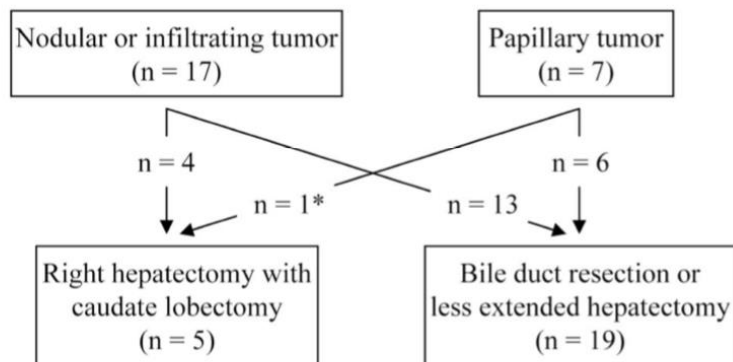 Nodular or infiltrating tumor
(n = 17)
Papillary tumor
(n = 7)
n = 4
n = 6
n = 1*
n = 13
Right hepatectomy with
caudate lobectomy
(n = 5)
Bile duct resection or
less extended hepatectomy
(n = 19)